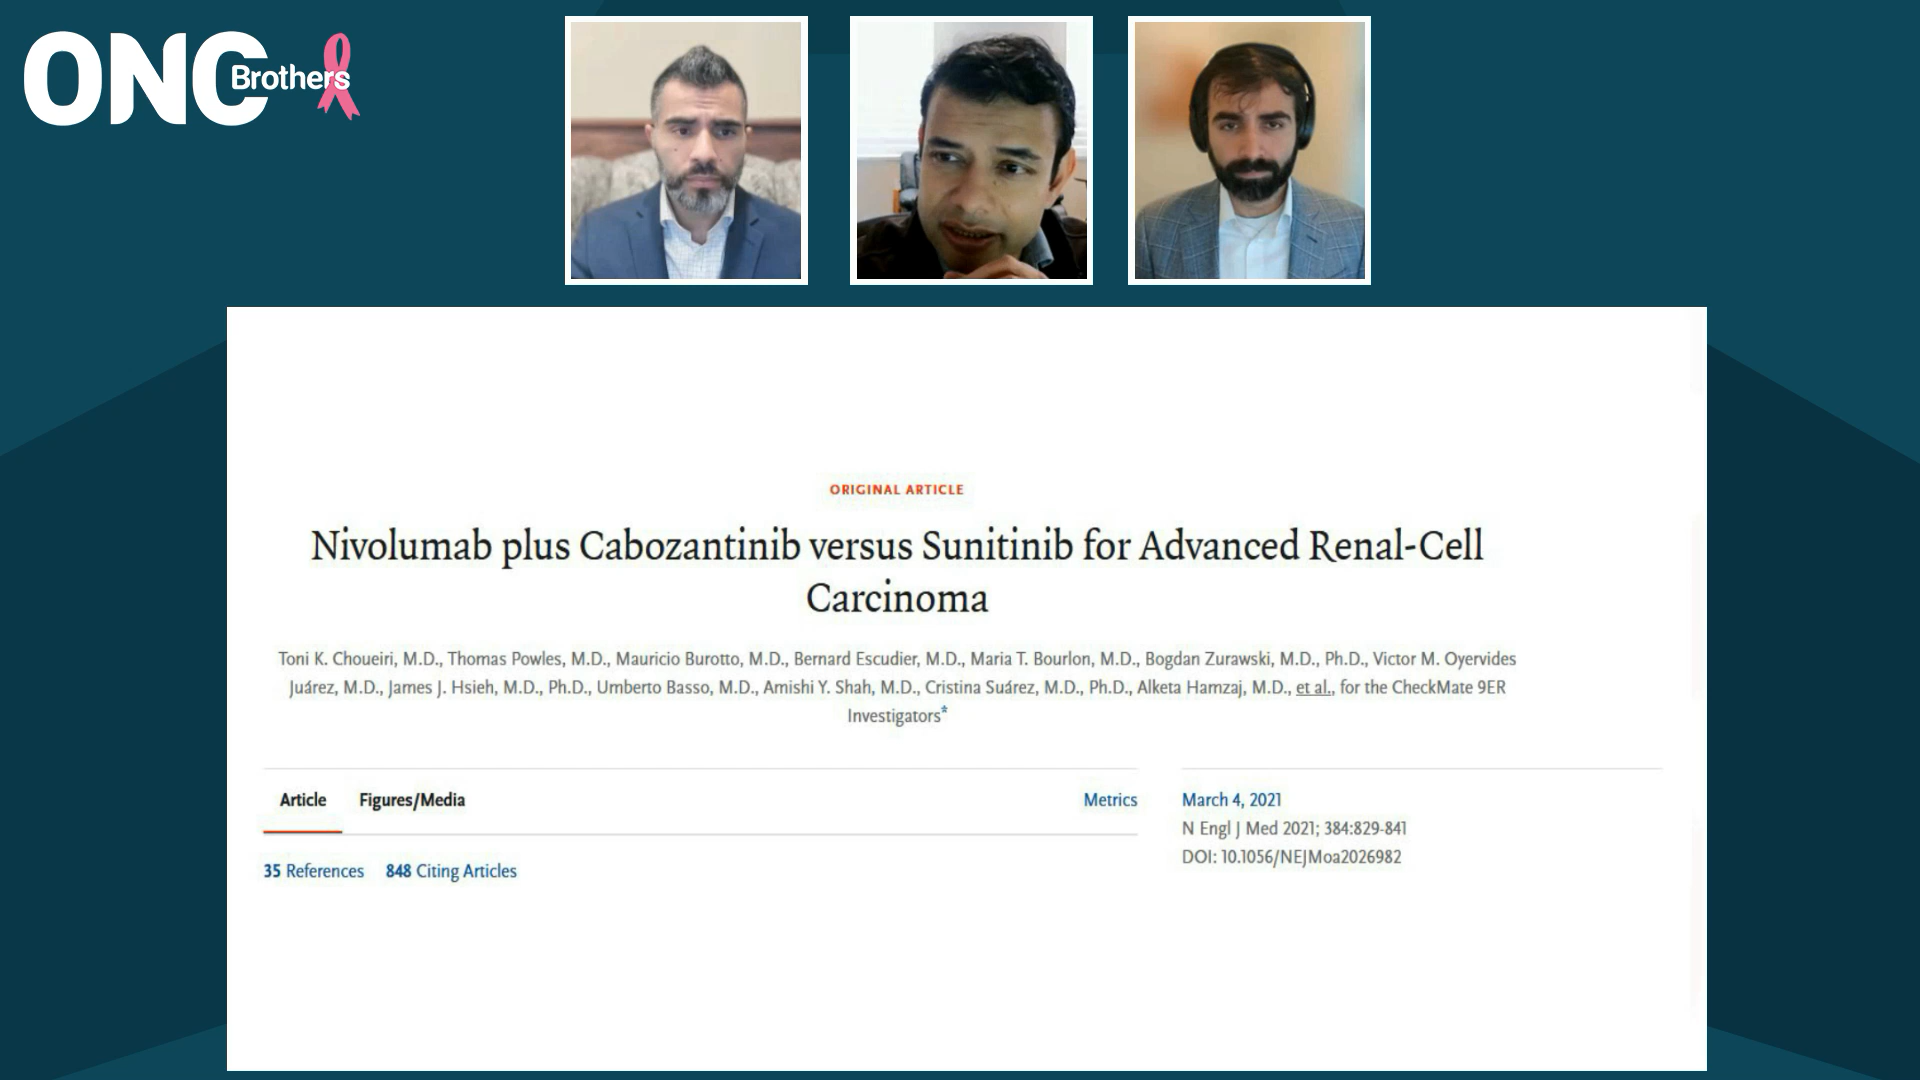 ONC
Brothers
ORIGINAL ARTICLE
Nivolumab plus Cabozantinib versus Sunitinib for Advanced Renal-Cell
Carcinoma
Toni K. Choueiri, M.D., Thomas Powles, M.D., Mauricio Burotto, M.D., Bernard Escudier, M.D., Maria T. Bourlon, M.D., Bogdan Zurawski, M.D., Ph.D., Victor M. Oyervides
Juárez, M.D., James J. Hsieh, M.D., Ph.D., Umberto Basso, M.D., Amishi Y. Shah, M.D., Cristina Suárez, M.D., Ph.D., Alketa Hamzaj, M.D., et al., for the CheckMate 9ER
Investigators*
Article Figures/Media Metrics
March 4, 2021
N Engl J Med 2021; 384:829-841
DOI: 10.1056/NEJMoa2026982
35 References 848 Citing Articles